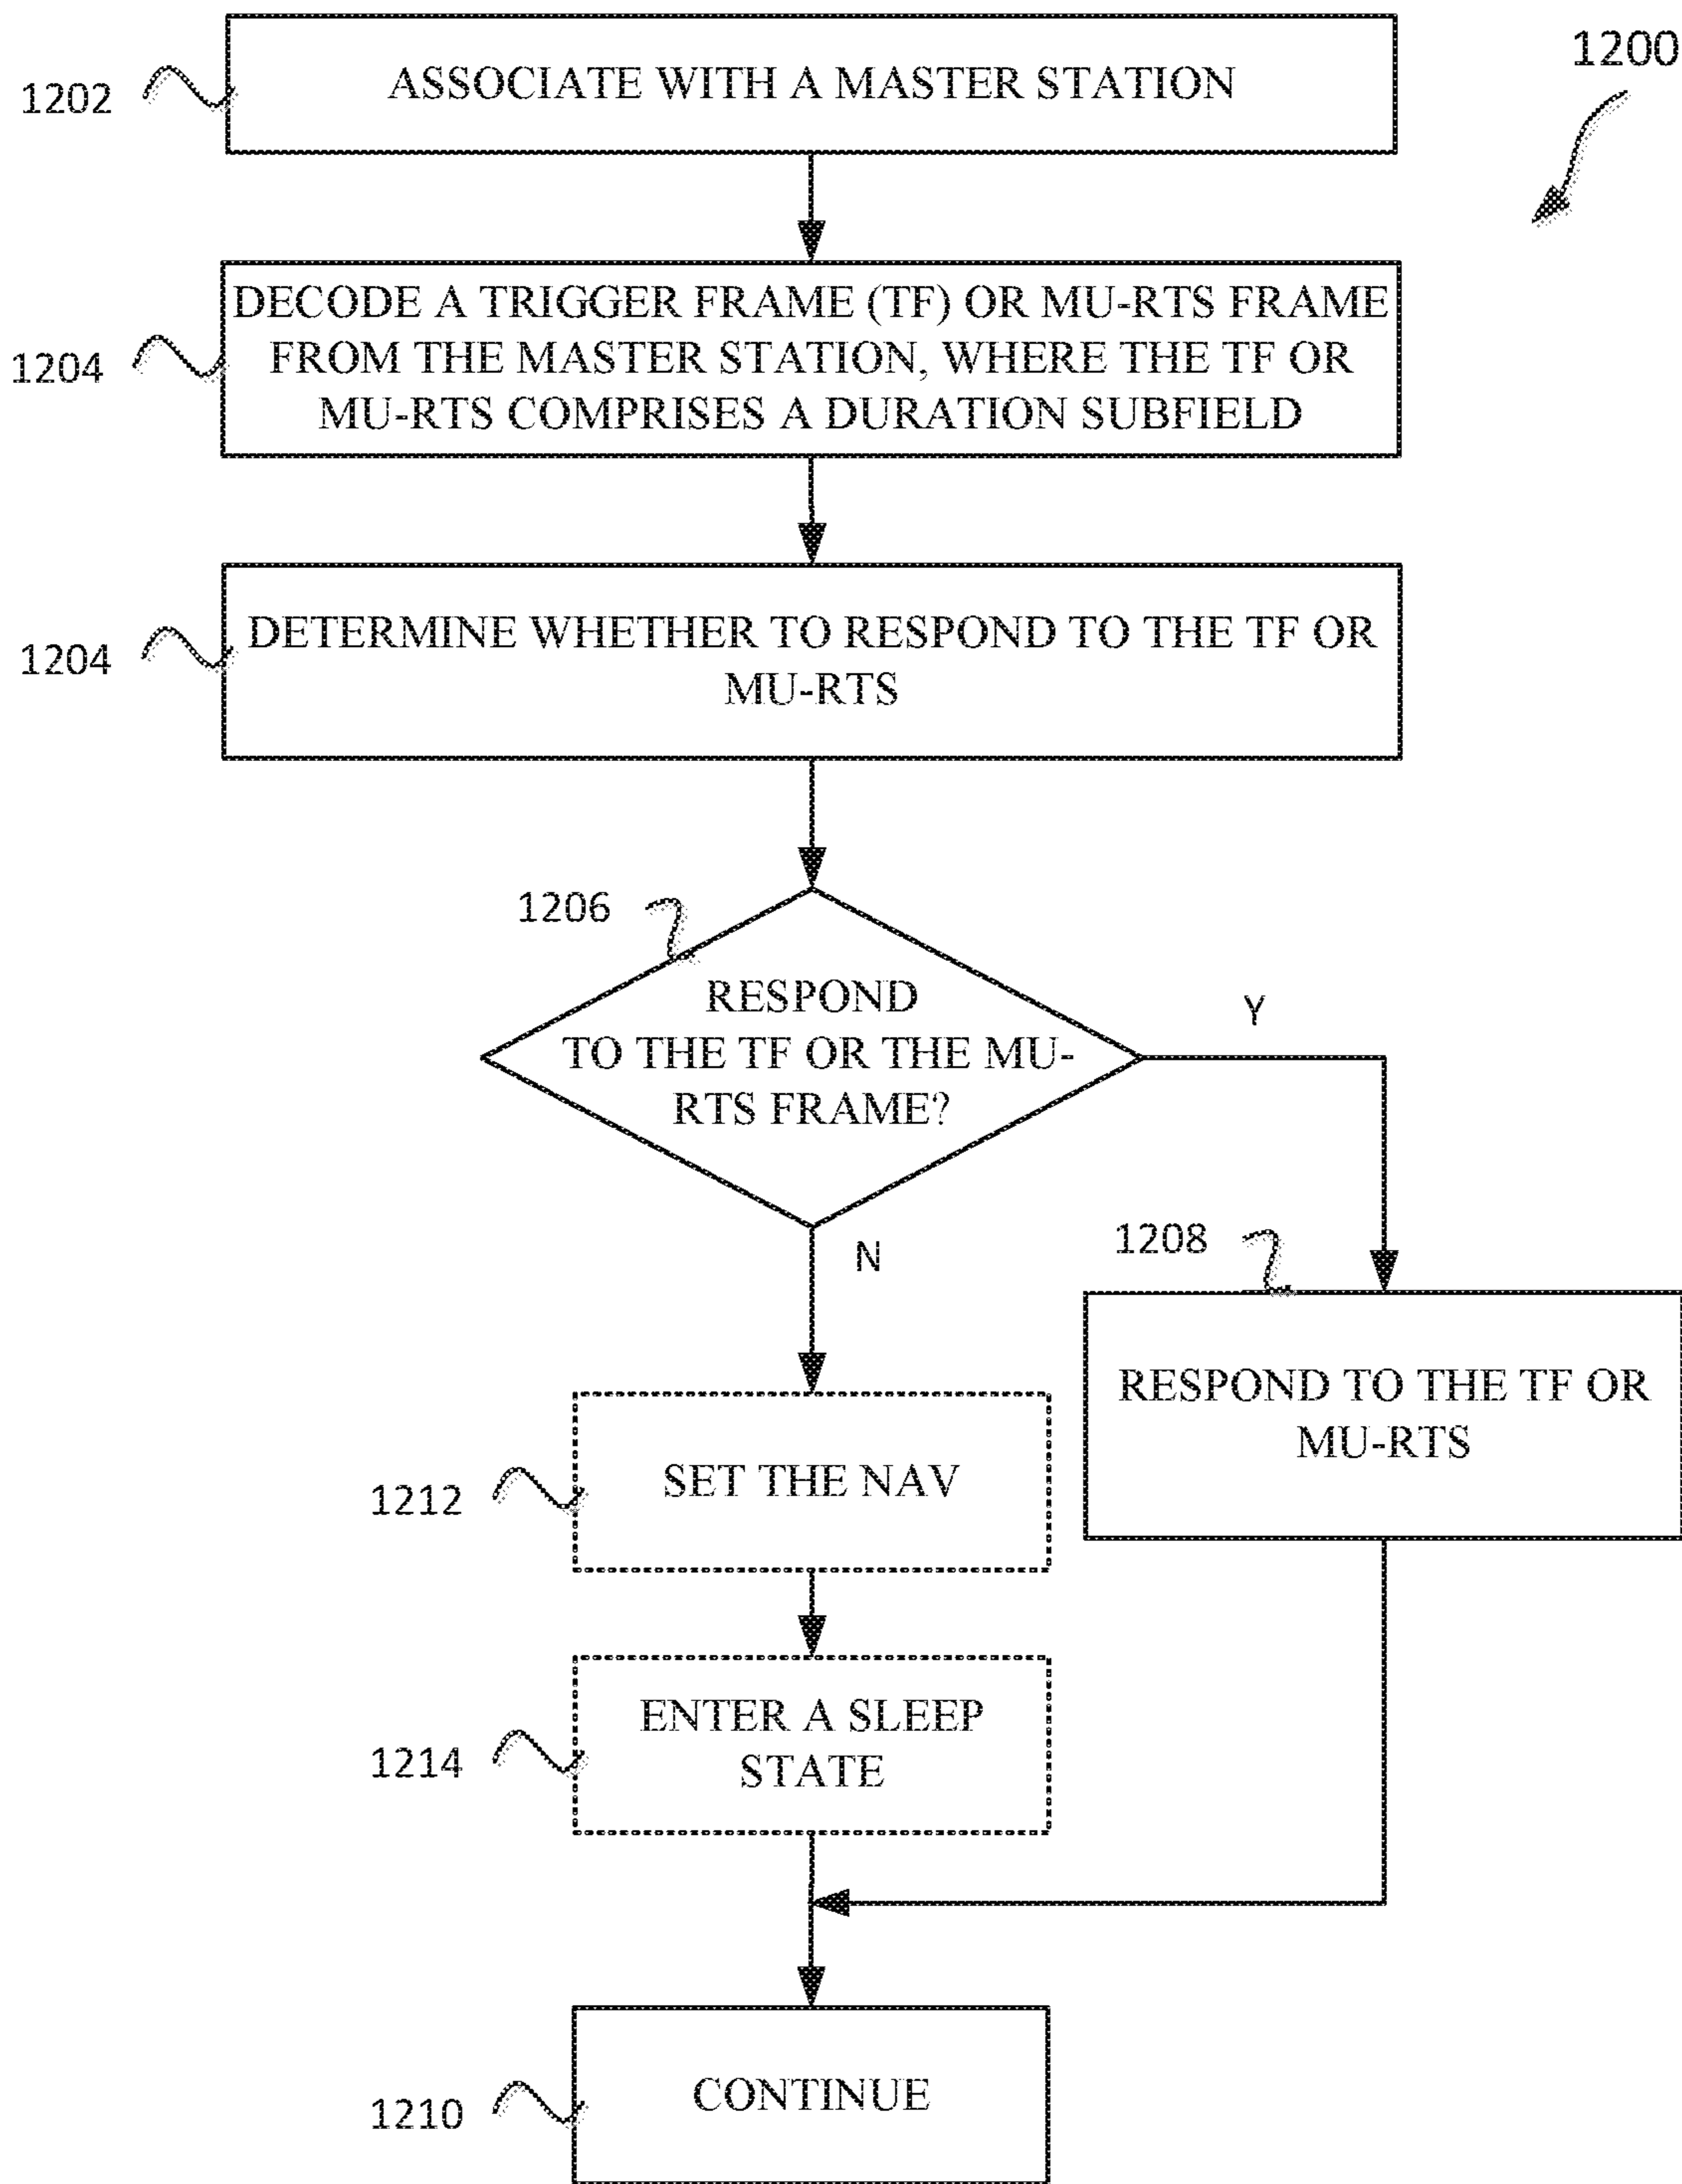 1200
1202
ASSOCIATE WITH A MASTER STATION
1204
DECODE A TRIGGER FRAME (TF) OR MU-RTS FRAME
FROM THE MASTER STATION, WHERE THE TF OR
MU-RTS COMPRISES A DURATION SUBFIELD
1204
DETERMINE WHETHER TO RESPOND TO THE TF OR
MU-RTS
1206
RESPOND
TO THE TF OR THE MU-
RTS FRAME?
Y
N
1208
RESPOND TO THE TF OR
MU-RTS
1212
SET THE NAV
1214
ENTER A SLEEP
STATE
1210
CONTINUE